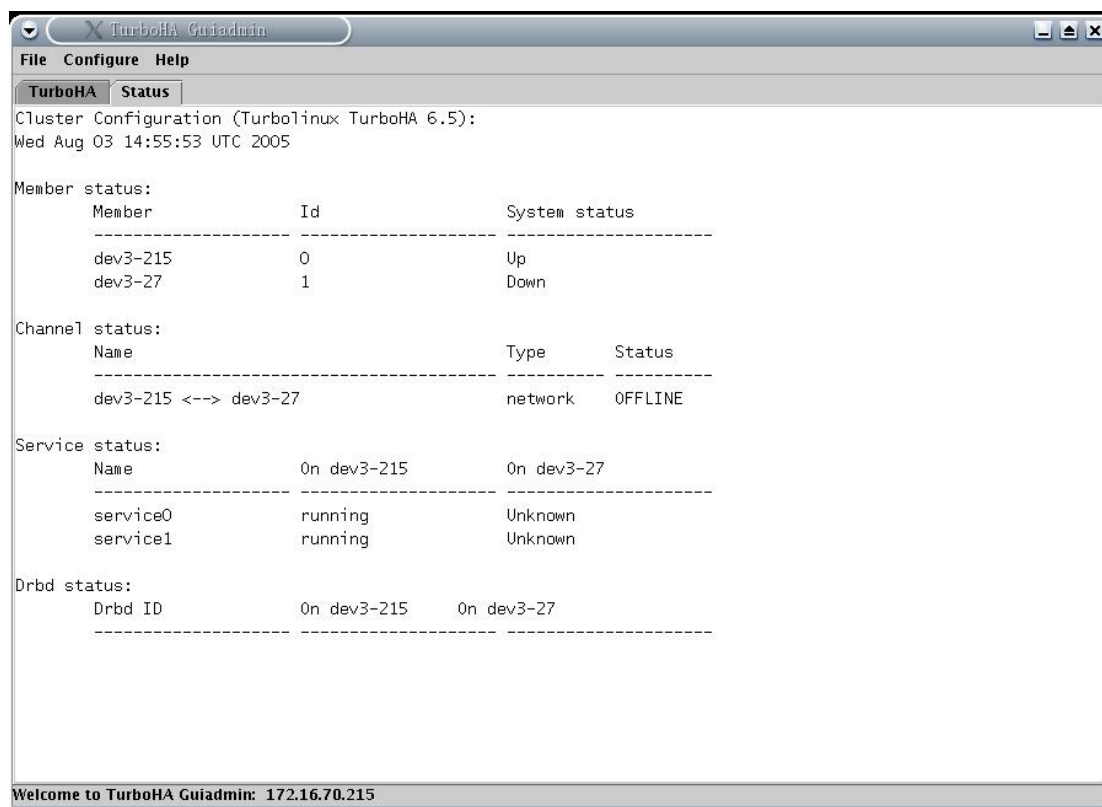 TurboHA Guiadmin
File Configure Help
TurboHA Status
Cluster Configuration (Turbolinux TurboHA 6.5):
Wed Aug 03 14:55:53 UTC 2005
Member status:
Member Id System status
-------------------- -------------------- ---------------------
dev3-215 0 Up
dev3-27 1 Down
Channel status:
Name Type Status
----------------------------------------- ---------- ----------
dev3-215 <--> dev3-27 network OFFLINE
Service status:
Name On dev3-215 On dev3-27
-------------------- -------------------- ---------------------
service0 running Unknown
service1 running Unknown
Drbd status:
Drbd ID On dev3-215 On dev3-27
-------------------- -------------------- ---------------------
Welcome to TurboHA Guiadmin: 172.16.70.215